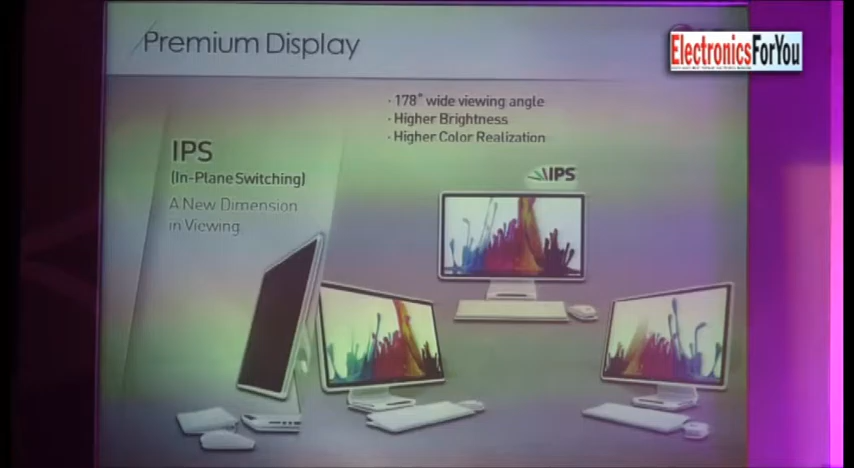 Premium Display
ElectronicsForYou
· 178° wide viewing angle
· Higher Brightness
· Higher Color Realization
IPS
(In-Plane Switching)
A New Dimension
in Viewing
IPS